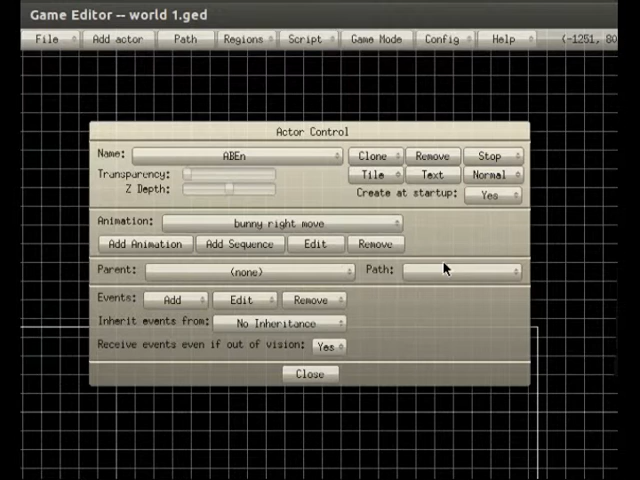 Game Editor -- world 1.ged
File Add actor Path Regions Script Game Mode Config Help (-1251, 80
Actor Control
Name: ABEn Clone Remove Stop
Transparency: Tile Text Normal
Z Depth: Create at startup: Yes
Animation: bunny right move
Add Animation Add Sequence Edit Remove
Parent: (none) Path:
Events: Add Edit Remove
Inherit events from: No Inheritance
Receive events even if out of vision: Yes
Close